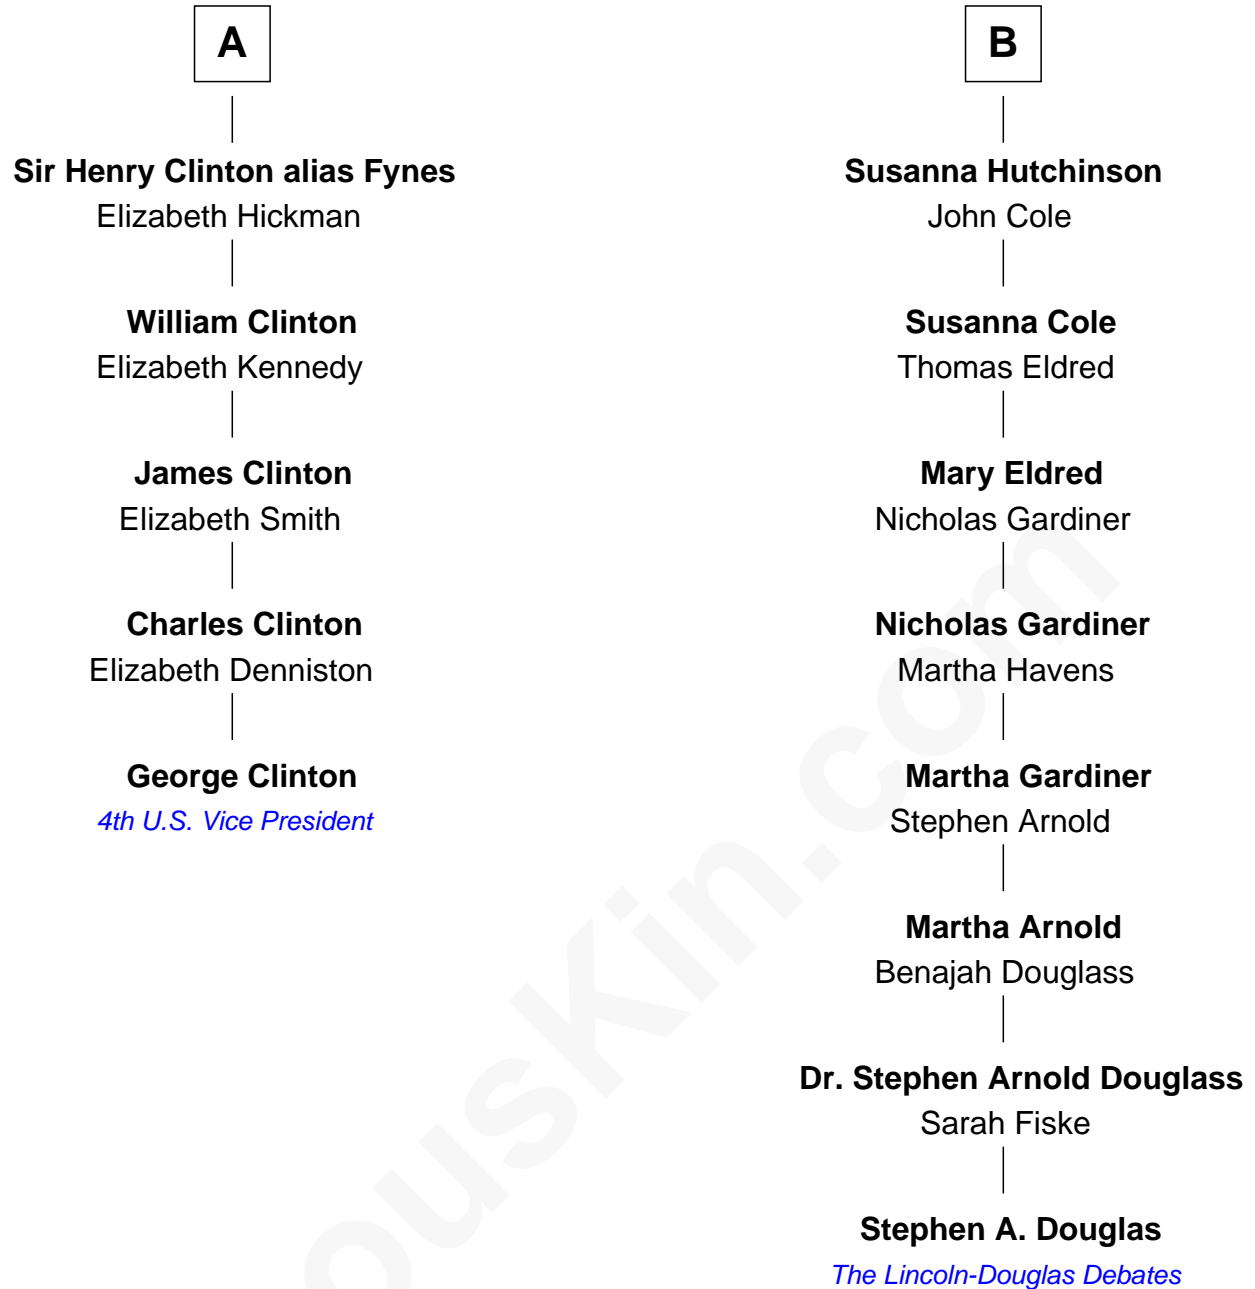 A
Sir Henry Clinton alias Fynes
Elizabeth Hickman
William Clinton
Elizabeth Kennedy
James Clinton
Elizabeth Smith
Charles Clinton
Elizabeth Denniston
George Clinton
4th U.S. Vice President
B
Susanna Hutchinson
John Cole
Susanna Cole
Thomas Eldred
Mary Eldred
Nicholas Gardiner
Nicholas Gardiner
Martha Havens
Martha Gardiner
Stephen Arnold
Martha Arnold
Benajah Douglass
Dr. Stephen Arnold Douglass
Sarah Fiske
Stephen A. Douglas
The Lincoln-Douglas Debates
ousKin.com